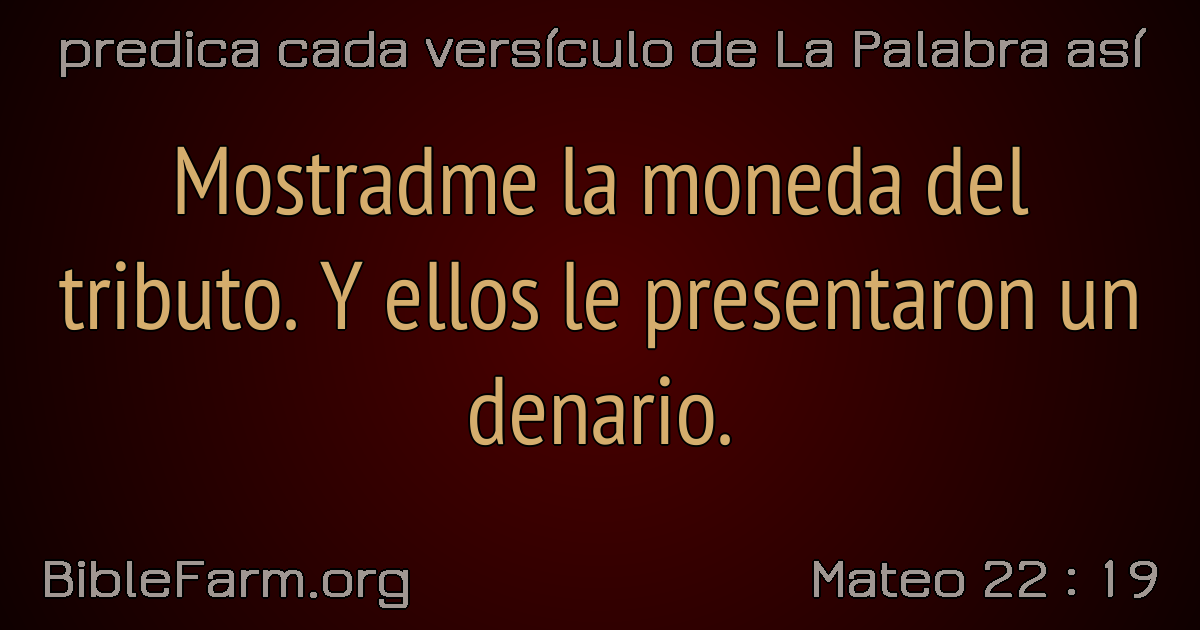 predica cada versículo de La Palabra así
Mostradme la moneda del
tributo. Y ellos le presentaron un
denario.
BibleFarm.org
Mateo 22 : 19